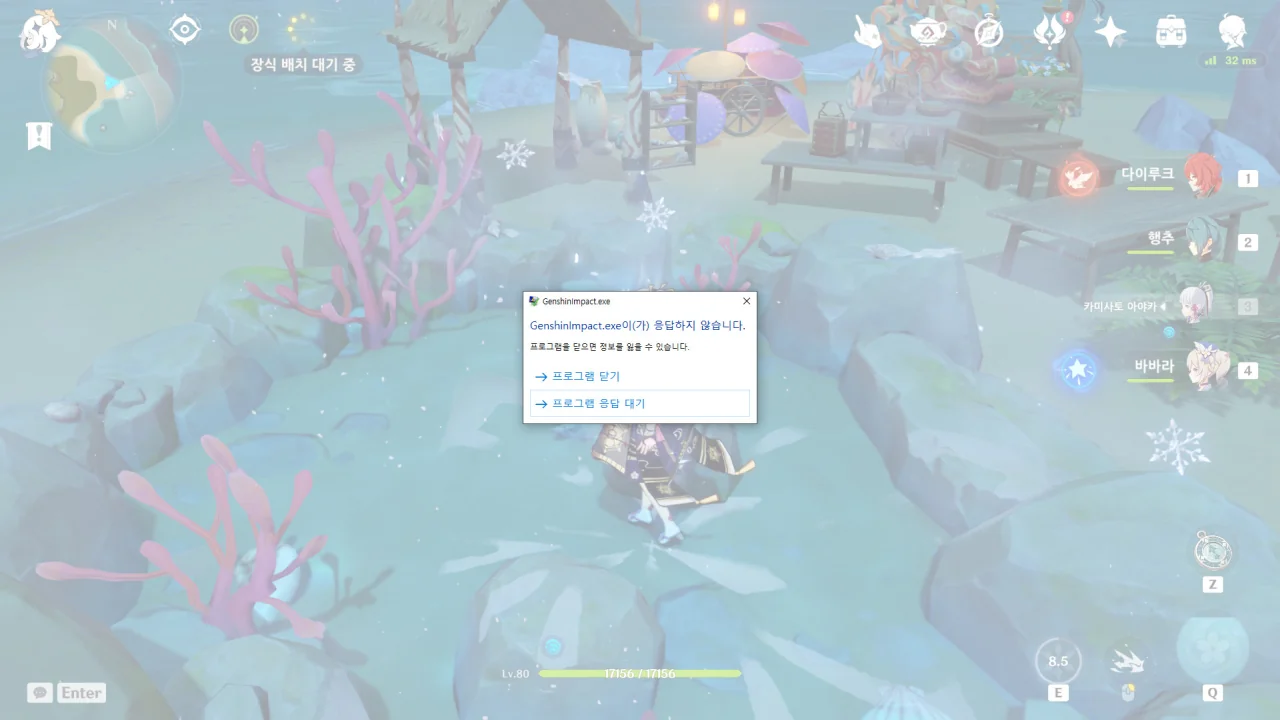 N
장식 배치 대기 중
32 ms
다이루크
1
행추
2
카미사토 아야카
3
바바라
4
GenshinImpact.exe
GenshinImpact.exe이(가) 응답하지 않습니다.
프로그램을 닫으면 정보를 잃을 수 있습니다.
프로그램 닫기
프로그램 응답 대기
Z
8.5
E
Q
Lv.80
17156 / 17156
Enter